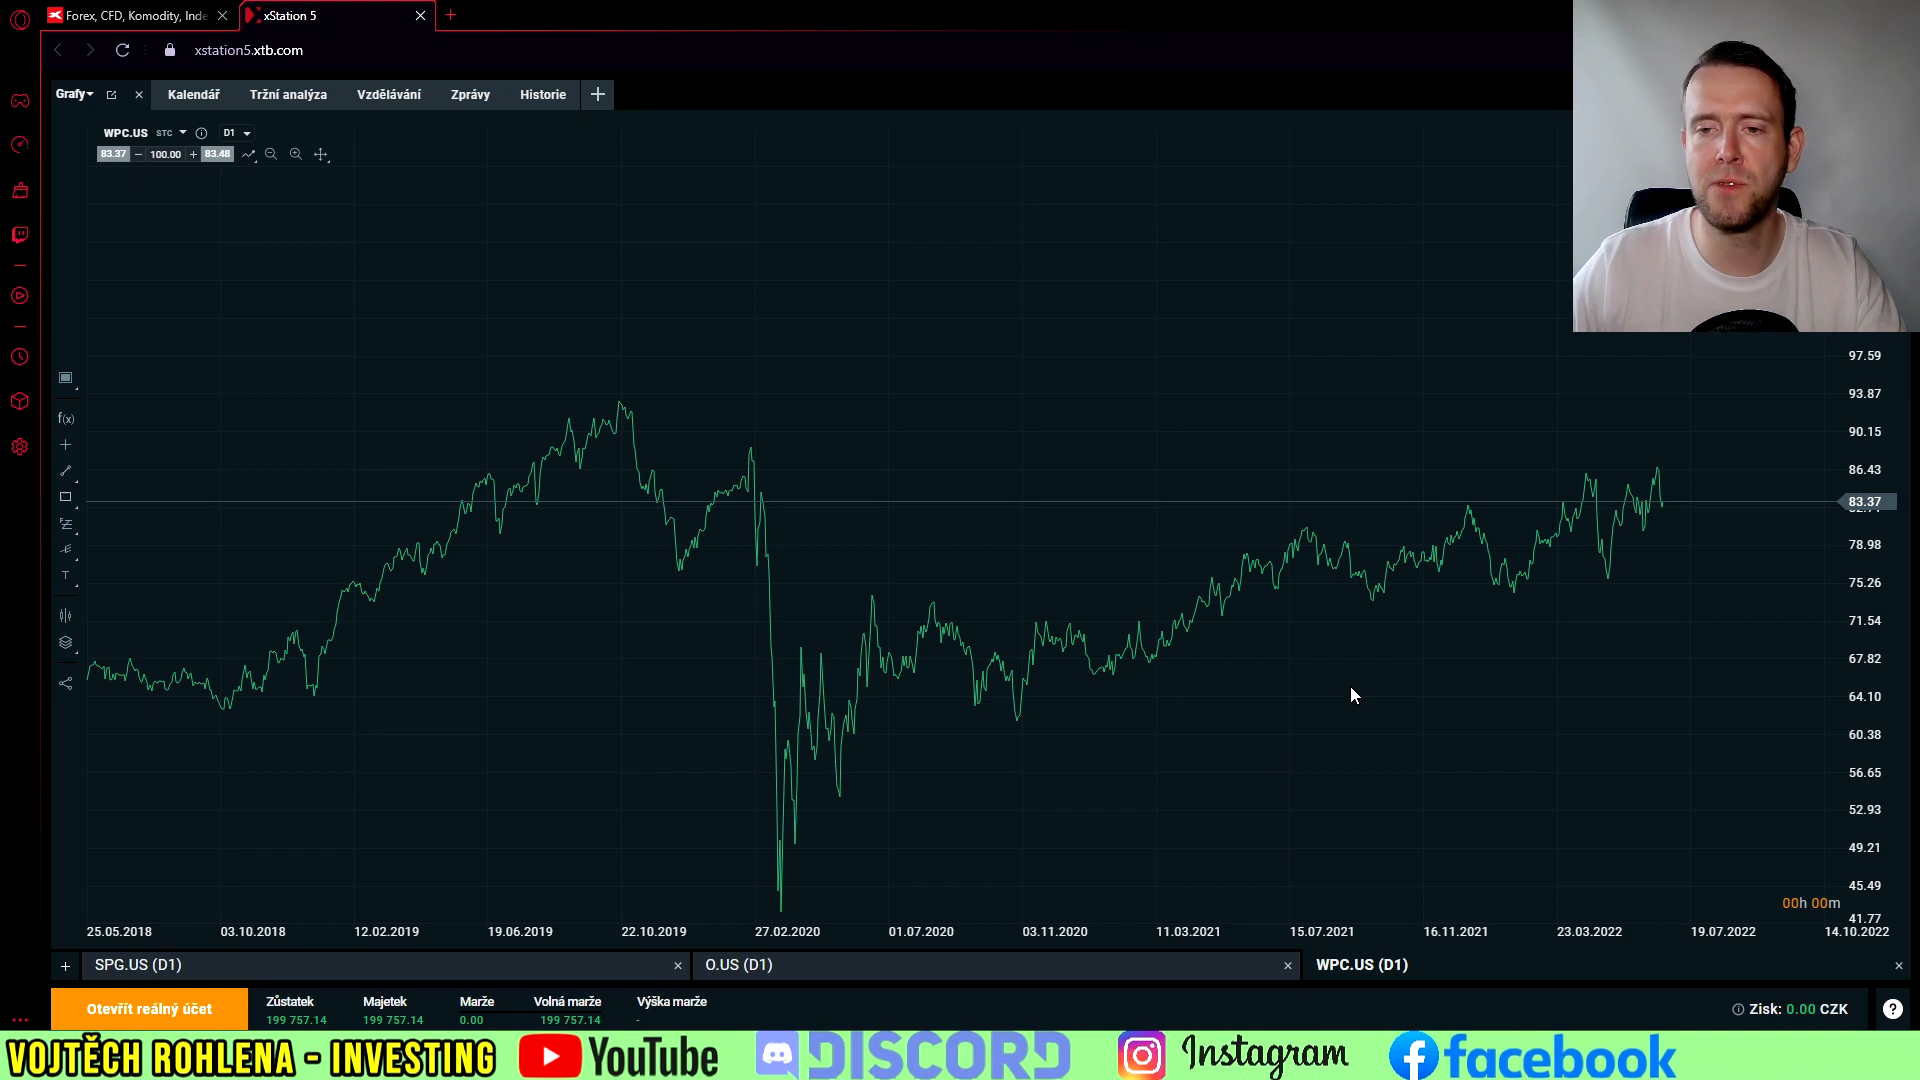 Forex, CFD, Komodity, Inde
xStation 5
xstation5.xtb.com
Grafy
Kalendář
Tržní analýza
Vzdělávání
Zprávy
Historie
WPC.US STC D1
83.37 − 100.00 + 83.48
f(x)
T
97.59
93.87
90.15
86.43
83.37
78.98
75.26
71.54
67.82
64.10
60.38
56.65
52.93
49.21
45.49
00h 00m
41.77
25.05.2018 03.10.2018 12.02.2019 19.06.2019 22.10.2019 27.02.2020 01.07.2020 03.11.2020 11.03.2021 15.07.2021 16.11.2021 23.03.2022 19.07.2022 14.10.2022
+ SPG.US (D1) O.US (D1) WPC.US (D1)
Otevřít reálný účet
Zůstatek Majetek Marže Volná marže Výška marže
199 757.14 199 757.14 0.00 199 757.14 -
Zisk: 0.00 CZK
?
VOJTĚCH ROHLENA - INVESTING YouTube DISCORD Instagram facebook